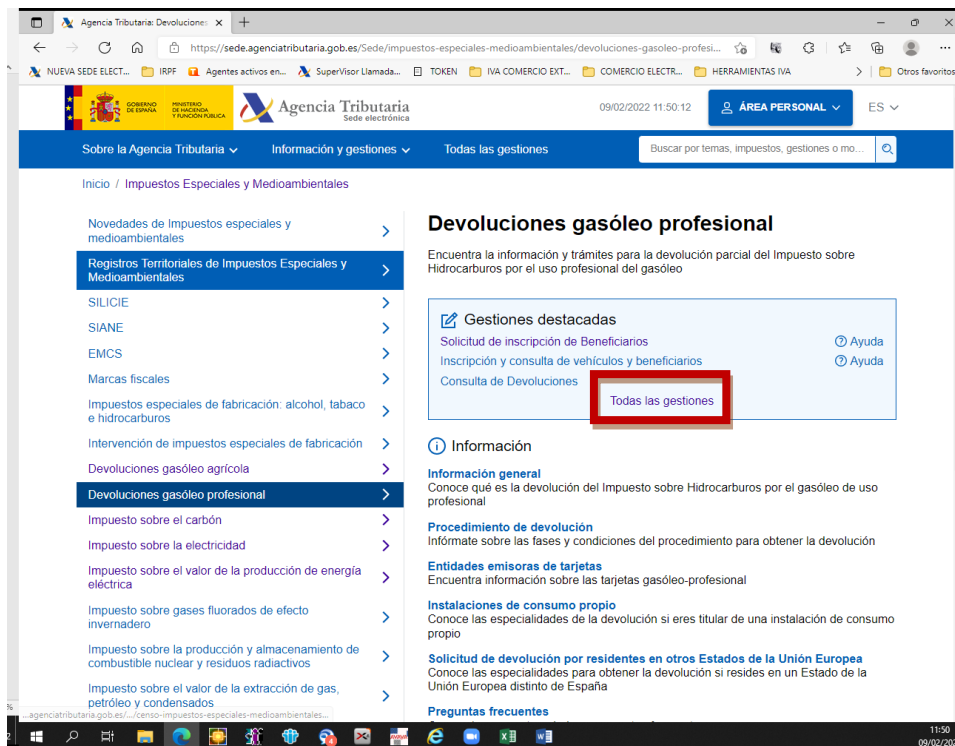 Agencia Tributaria: Devoluciones
https://sede.agenciatributaria.gob.es/Sede/impuestos-especiales-medioambientales/devoluciones-gasoleo-profesi...
NUEVA SEDE ELECT... IRPF Agentes activos en... SuperVisor Llamada... TOKEN IVA COMERCIO EXT... COMERCIO ELECTR... HERRAMIENTAS IVA Otros favoritos
GOBIERNO DE ESPAÑA
MINISTERIO DE HACIENDA Y FUNCIÓN PÚBLICA
Agencia Tributaria
Sede electrónica
09/02/2022 11:50:12
ÁREA PERSONAL
ES
Sobre la Agencia Tributaria
Información y gestiones
Todas las gestiones
Buscar por temas, impuestos, gestiones o mo...
Inicio / Impuestos Especiales y Medioambientales
Novedades de Impuestos especiales y
medioambientales
Registros Territoriales de Impuestos Especiales y
Medioambientales
SILICIE
SIANE
EMCS
Marcas fiscales
Impuestos especiales de fabricación: alcohol, tabaco
e hidrocarburos
Intervención de impuestos especiales de fabricación
Devoluciones gasóleo agrícola
Devoluciones gasóleo profesional
Impuesto sobre el carbón
Impuesto sobre la electricidad
Impuesto sobre el valor de la producción de energía
eléctrica
Impuesto sobre gases fluorados de efecto
invernadero
Impuesto sobre la producción y almacenamiento de
combustible nuclear y residuos radiactivos
Impuesto sobre el valor de la extracción de gas,
petróleo y condensados
Devoluciones gasóleo profesional
Encuentra la información y trámites para la devolución parcial del Impuesto sobre
Hidrocarburos por el uso profesional del gasóleo
Gestiones destacadas
Solicitud de inscripción de Beneficiarios
Ayuda
Inscripción y consulta de vehículos y beneficiarios
Ayuda
Consulta de Devoluciones
Todas las gestiones
Información
Información general
Conoce qué es la devolución del Impuesto sobre Hidrocarburos por el gasóleo de uso
profesional
Procedimiento de devolución
Infórmate sobre las fases y condiciones del procedimiento para obtener la devolución
Entidades emisoras de tarjetas
Encuentra información sobre las tarjetas gasóleo-profesional
Instalaciones de consumo propio
Conoce las especialidades de la devolución si eres titular de una instalación de consumo
propio
Solicitud de devolución por residentes en otros Estados de la Unión Europea
Conoce las especialidades para obtener la devolución si resides en un Estado de la
Unión Europea distinto de España
Preguntas frecuentes
...agenciatributaria.gob.es/.../censo-impuestos-especiales-medioambientales...
11:50
09/02/202